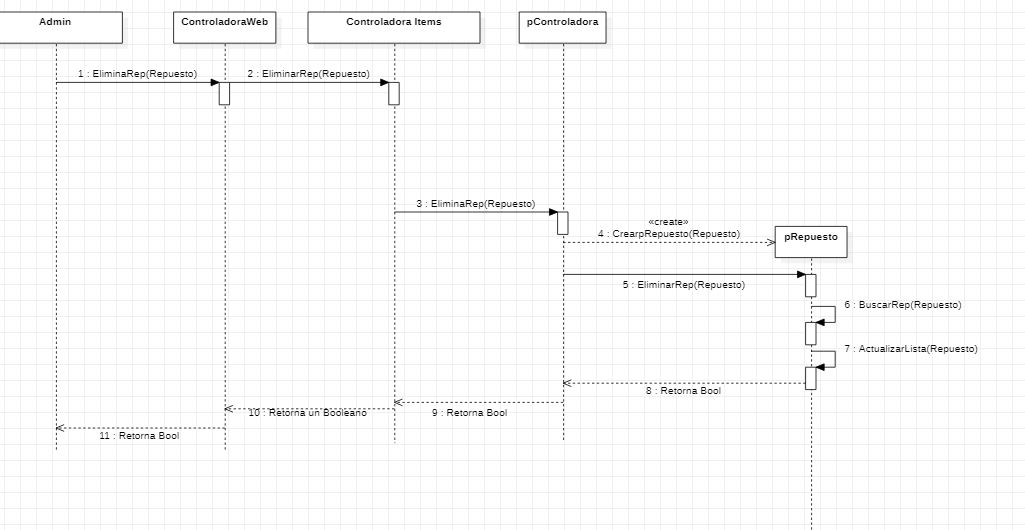 Admin
ControladoraWeb
Controladora Items
pControladora
1 : EliminaRep(Repuesto)
2 : EliminarRep(Repuesto)
3 : EliminaRep(Repuesto)
«create»
4 : CrearpRepuesto(Repuesto)
pRepuesto
5 : EliminarRep(Repuesto)
6 : BuscarRep(Repuesto)
7 : ActualizarLista(Repuesto)
8 : Retorna Bool
9 : Retorna Bool
10 : Retorna un Booleano
11 : Retorna Bool